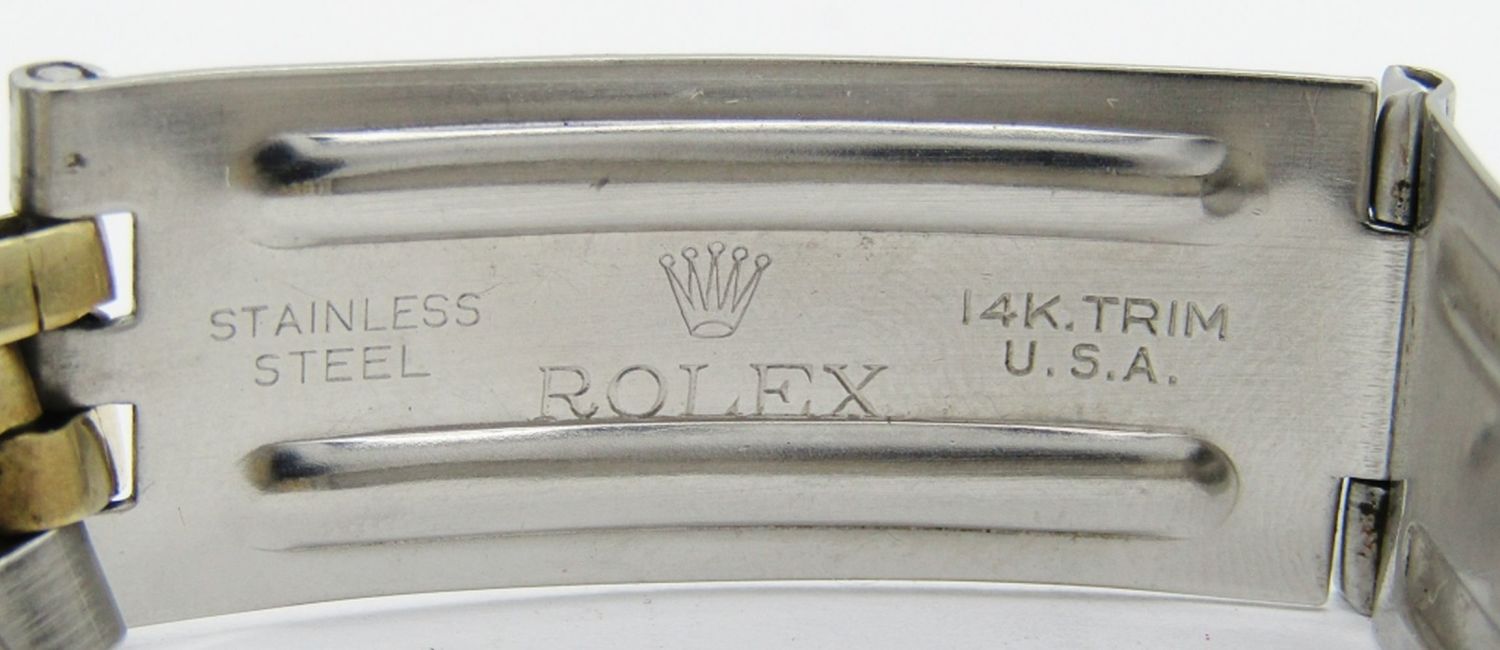 STAINLESS
STEEL
ROLEX
14K.TRIM
U.S.A.